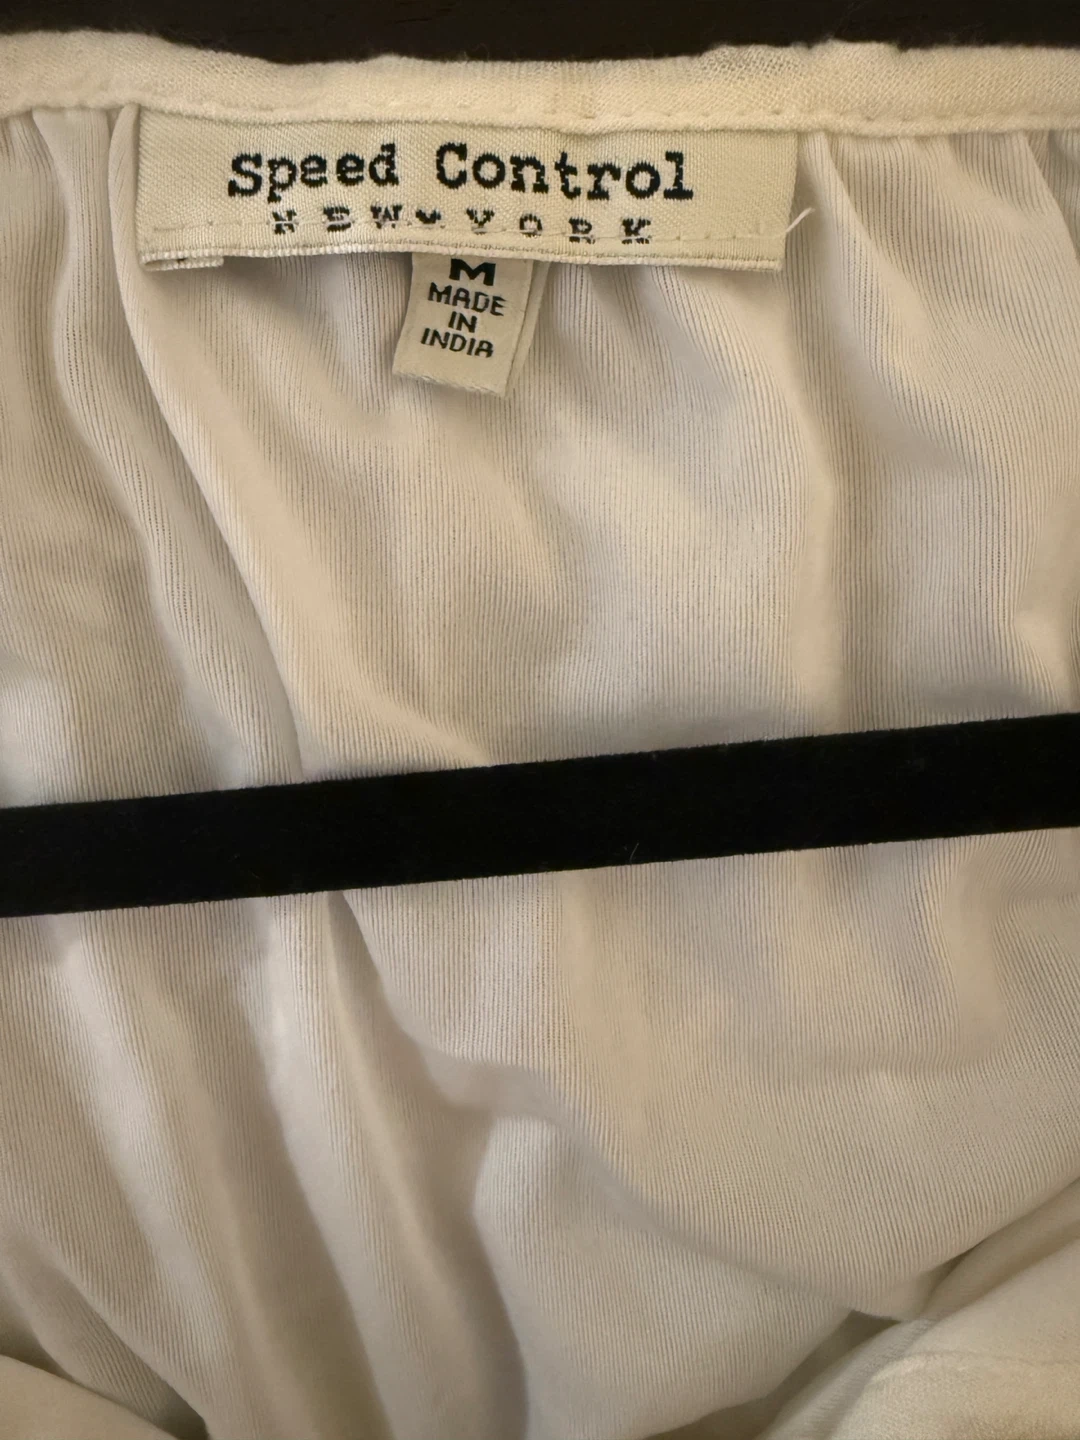 Speed Control
NEW YORK
M
MADE
IN
INDIA